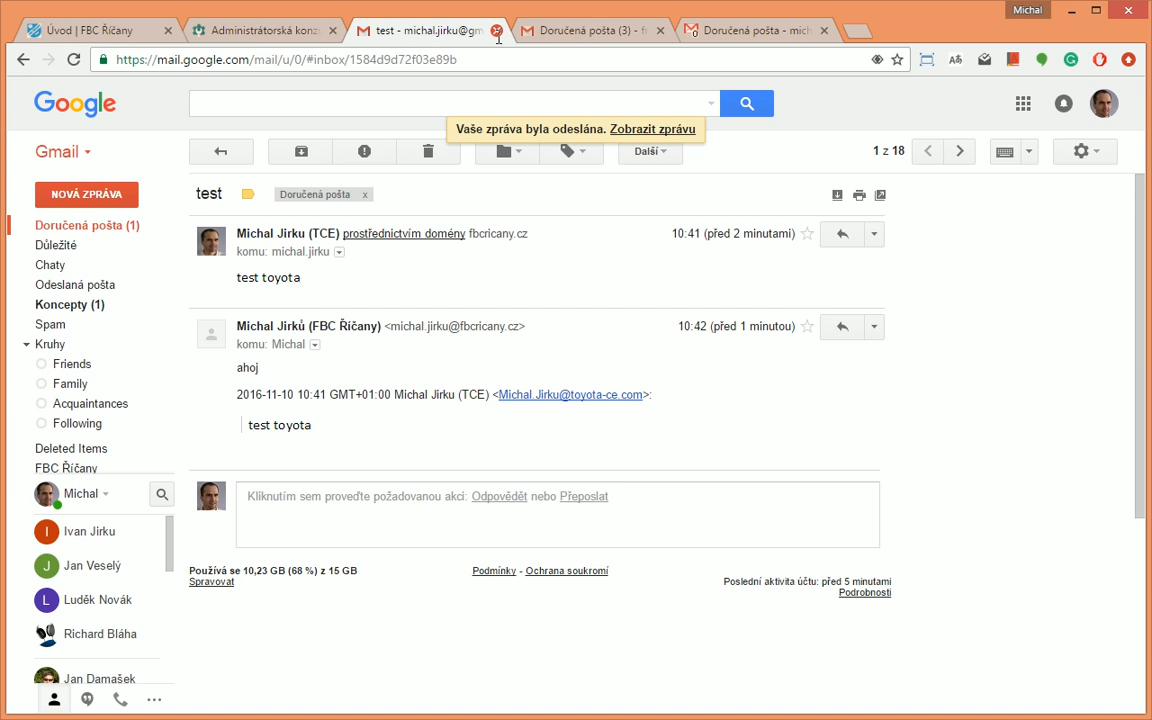 Michal
Úvod | FBC Říčany
Administrátorská konz
test - michal.jirku@gm
Doručená pošta (3) - f
Doručená pošta - mich
https://mail.google.com/mail/u/0/#inbox/1584d9d72f03e89b
Google
Vaše zpráva byla odeslána. Zobrazit zprávu
Gmail
Další
1 z 18
NOVÁ ZPRÁVA
test
Doručená pošta x
Doručená pošta (1)
Důležité
Chaty
Odeslaná pošta
Koncepty (1)
Spam
Kruhy
Friends
Family
Acquaintances
Following
Deleted Items
FBC Říčany
Michal Jirku (TCE) prostřednictvím domény fbcricany.cz
10:41 (před 2 minutami)
komu: michal.jirku
test toyota
Michal Jirků (FBC Říčany) <michal.jirku@fbcricany.cz>
10:42 (před 1 minutou)
komu: Michal
ahoj
2016-11-10 10:41 GMT+01:00 Michal Jirku (TCE) <Michal.Jirku@toyota-ce.com>:
test toyota
Michal
Kliknutím sem proveďte požadovanou akci: Odpovědět nebo Přeposlat
I Ivan Jirku
J Jan Veselý
L Luděk Novák
Richard Bláha
Jan Damašek
Používá se 10,23 GB (68 %) z 15 GB
Spravovat
Podmínky - Ochrana soukromí
Poslední aktivita účtu: před 5 minutami
Podrobnosti